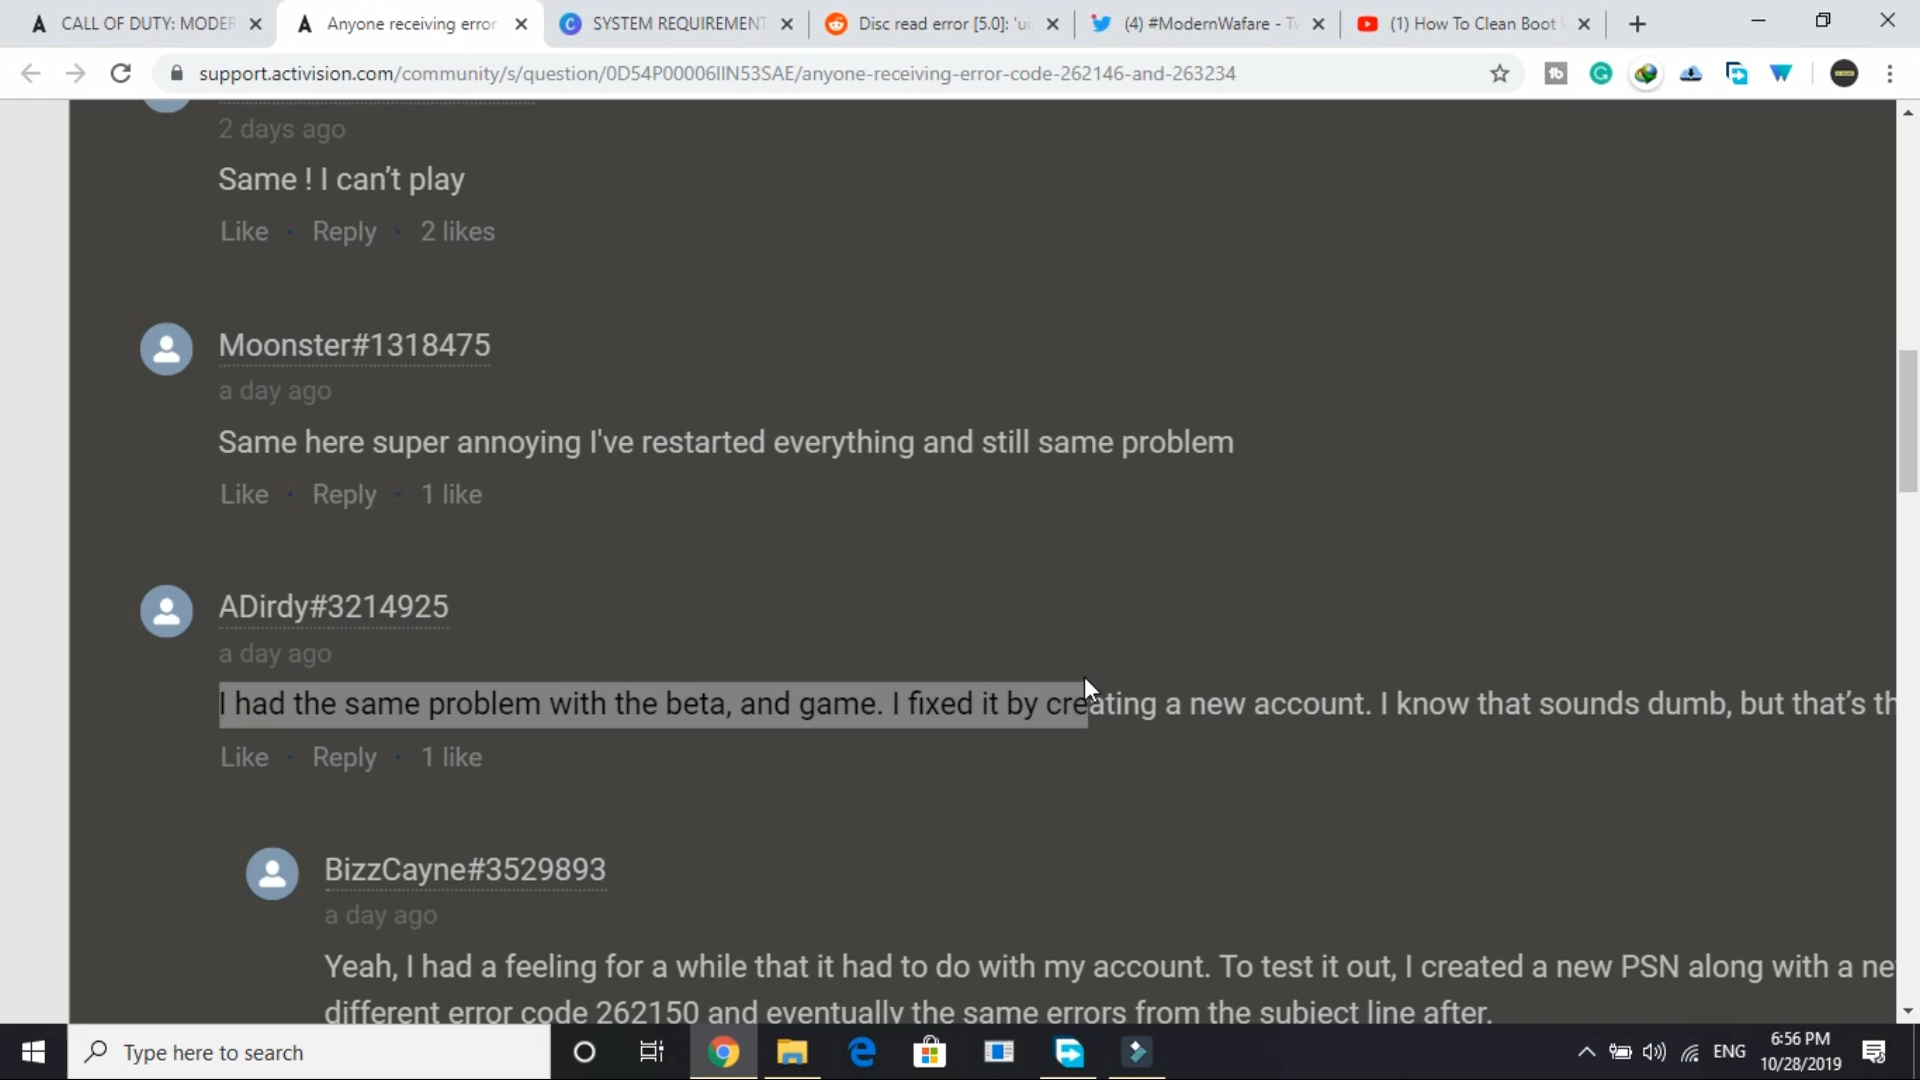 CALL OF DUTY: MODER
Anyone receiving error
SYSTEM REQUIREMENT
Disc read error [5.0]: 'ui.
(4) #ModernWafare - Tw
(1) How To Clean Boot
support.activision.com/community/s/question/0D54P00006IIN53SAE/anyone-receiving-error-code-262146-and-263234
2 days ago
Same ! I can’t play
Like · Reply · 2 likes
Moonster#1318475
a day ago
Same here super annoying I've restarted everything and still same problem
Like · Reply · 1 like
ADirdy#3214925
a day ago
I had the same problem with the beta, and game. I fixed it by creating a new account. I know that sounds dumb, but that’s th
Like · Reply · 1 like
BizzCayne#3529893
a day ago
Yeah, I had a feeling for a while that it had to do with my account. To test it out, I created a new PSN along with a ne
different error code 262150 and eventually the same errors from the subject line after.
Type here to search
ENG
6:56 PM
10/28/2019